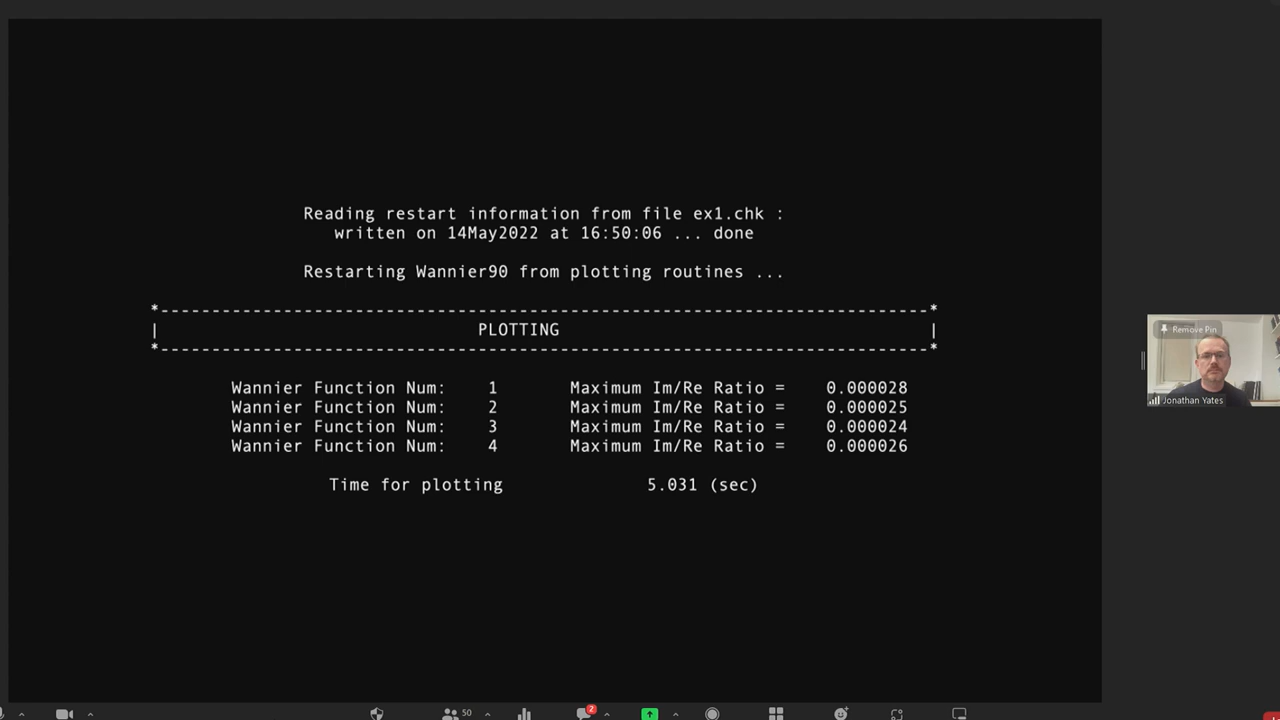 Reading restart information from file ex1.chk :
written on 14May2022 at 16:50:06 ... done
Restarting Wannier90 from plotting routines ...
*---------------------------------------------------------------------------*
| PLOTTING |
*---------------------------------------------------------------------------*
Wannier Function Num: 1 Maximum Im/Re Ratio = 0.000028
Wannier Function Num: 2 Maximum Im/Re Ratio = 0.000025
Wannier Function Num: 3 Maximum Im/Re Ratio = 0.000024
Wannier Function Num: 4 Maximum Im/Re Ratio = 0.000026
Time for plotting 5.031 (sec)
Remove Pin
Jonathan Yates
50
2